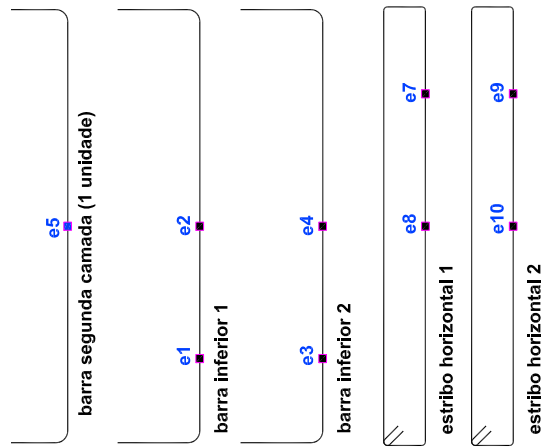 e5
barra segunda camada (1 unidade)
e1
e2
barra inferior 1
e3
e4
barra inferior 2
e8
e7
estribo horizontal 1
e10
e9
estribo horizontal 2